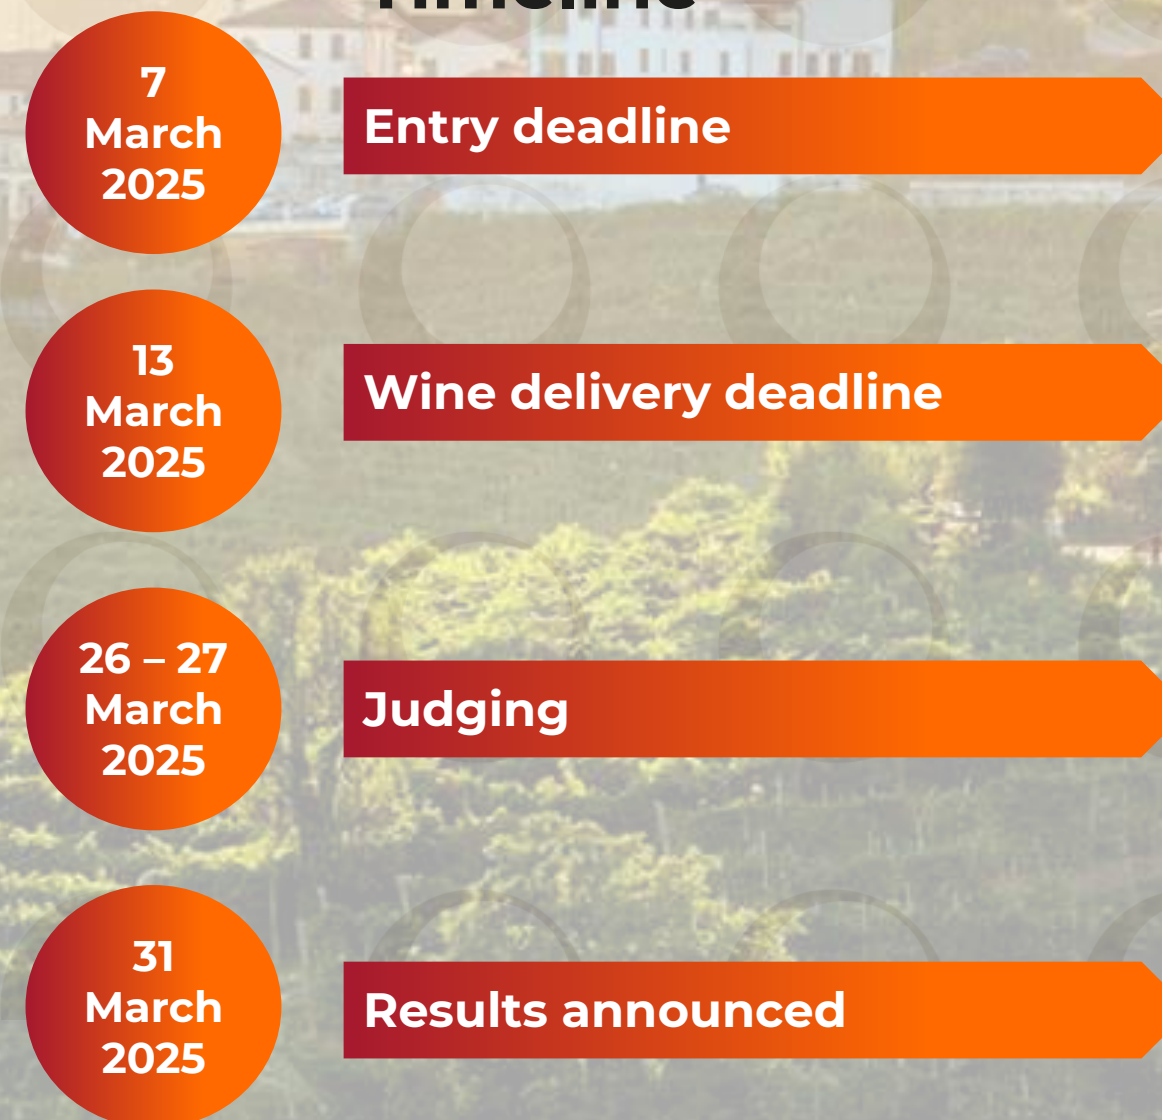 Timeline
7
March
2025
Entry deadline
13
March
2025
Wine delivery deadline
26 – 27
March
2025
Judging
31
March
2025
Results announced